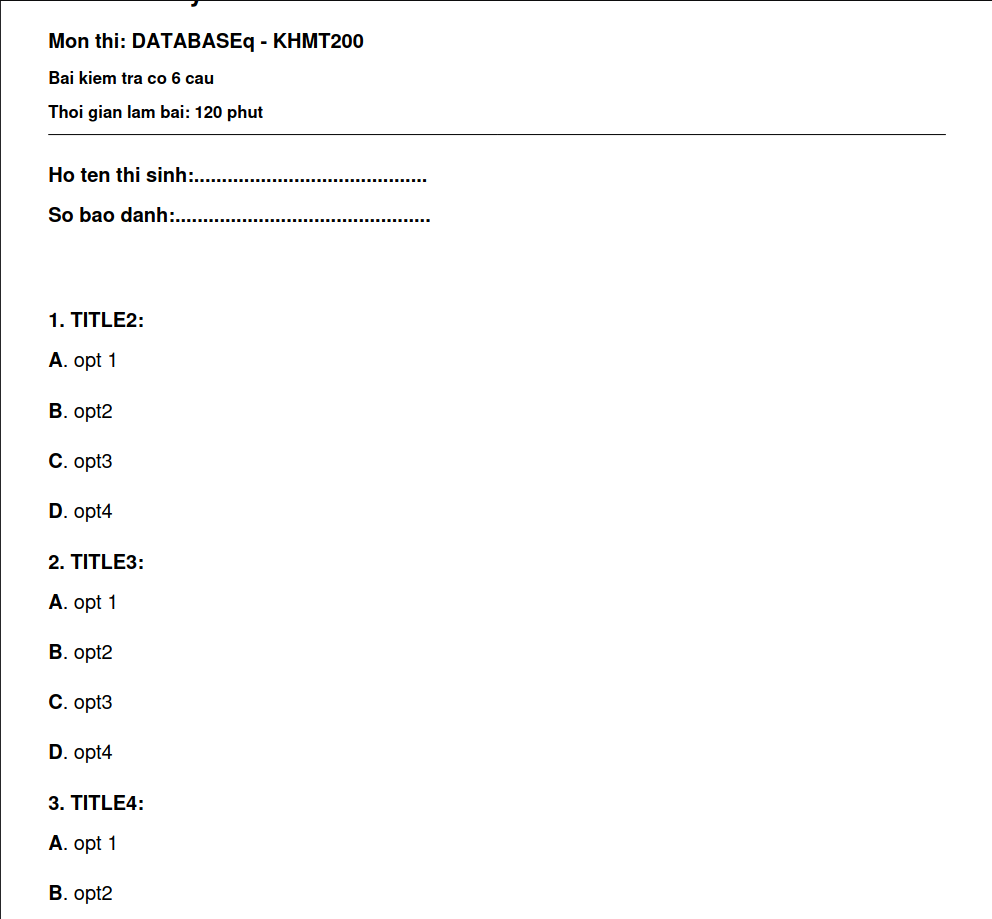 Mon thi: DATABASEq - KHMT200
Bai kiem tra co 6 cau
Thoi gian lam bai: 120 phut
Ho ten thi sinh:..........................................
So bao danh:..............................................
1. TITLE2:
A. opt 1
B. opt2
C. opt3
D. opt4
2. TITLE3:
A. opt 1
B. opt2
C. opt3
D. opt4
3. TITLE4:
A. opt 1
B. opt2